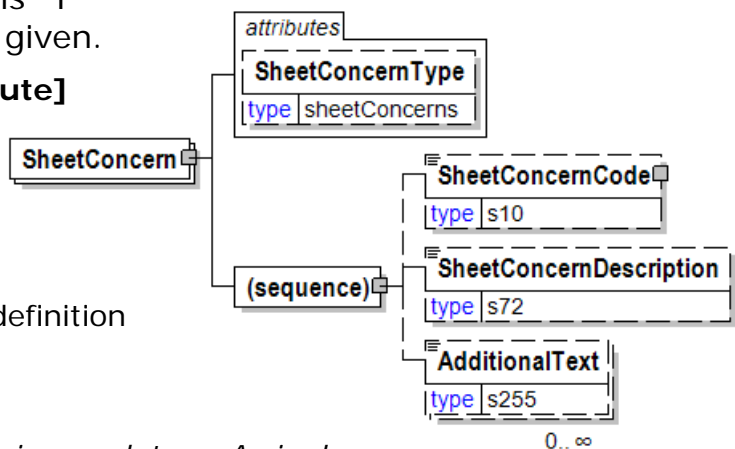 given.
attributes
SheetConcernType
ute]
type sheetConcerns
SheetConcern
SheetConcernCode
type s10
(sequence)
SheetConcernDescription
type s72
definition
AdditionalText
type s255
0..∞